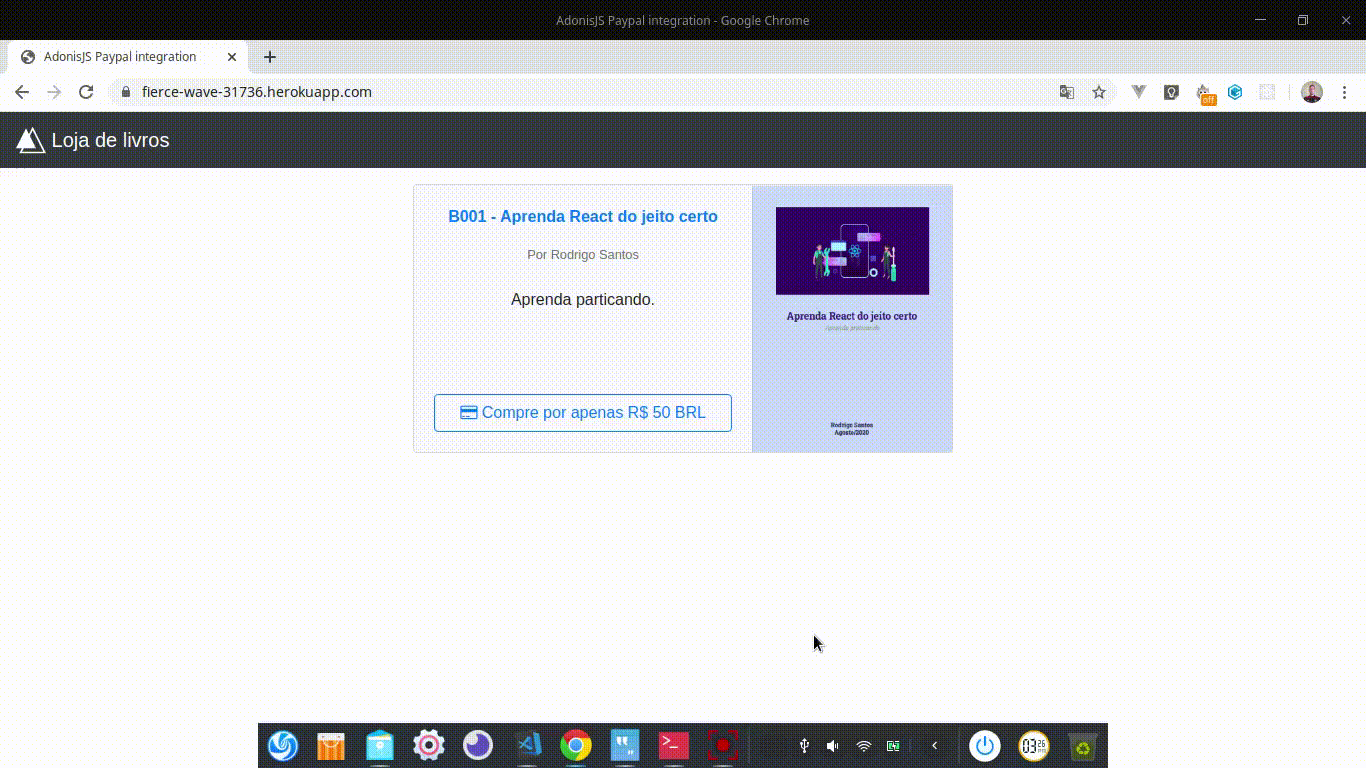 AdonisJS Paypal integration - Google Chrome
AdonisJS Paypal integration
fierce-wave-31736.herokuapp.com
off
Loja de livros
B001 - Aprenda React do jeito certo
Por Rodrigo Santos
Aprenda particando.
Compre por apenas R$ 50 BRL
Aprenda React do jeito certo
Rodrigo Santos
Agosto/2020
03 26